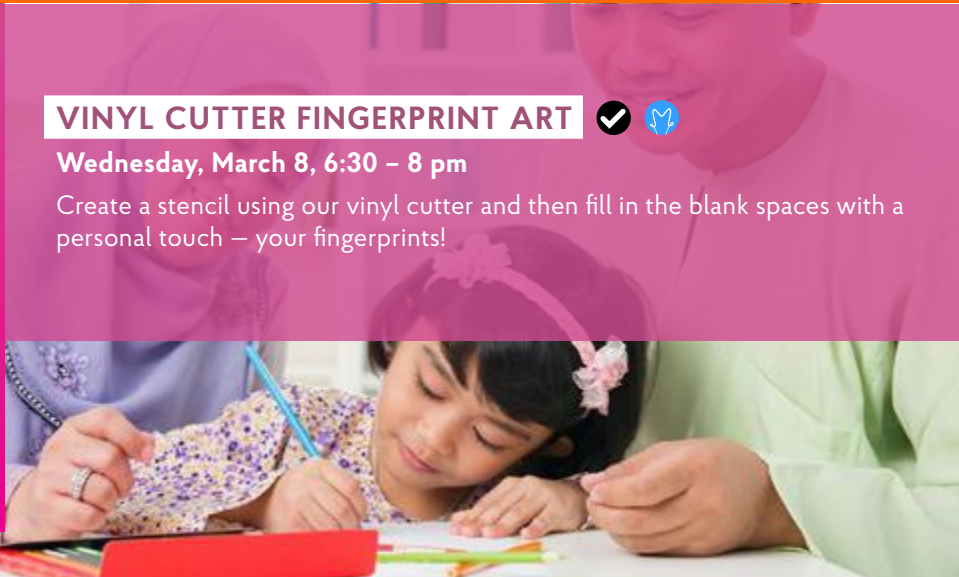 VINYL CUTTER FINGERPRINT ART
Wednesday, March 8, 6:30 – 8 pm
Create a stencil using our vinyl cutter and then fill in the blank spaces with a
personal touch — your fingerprints!